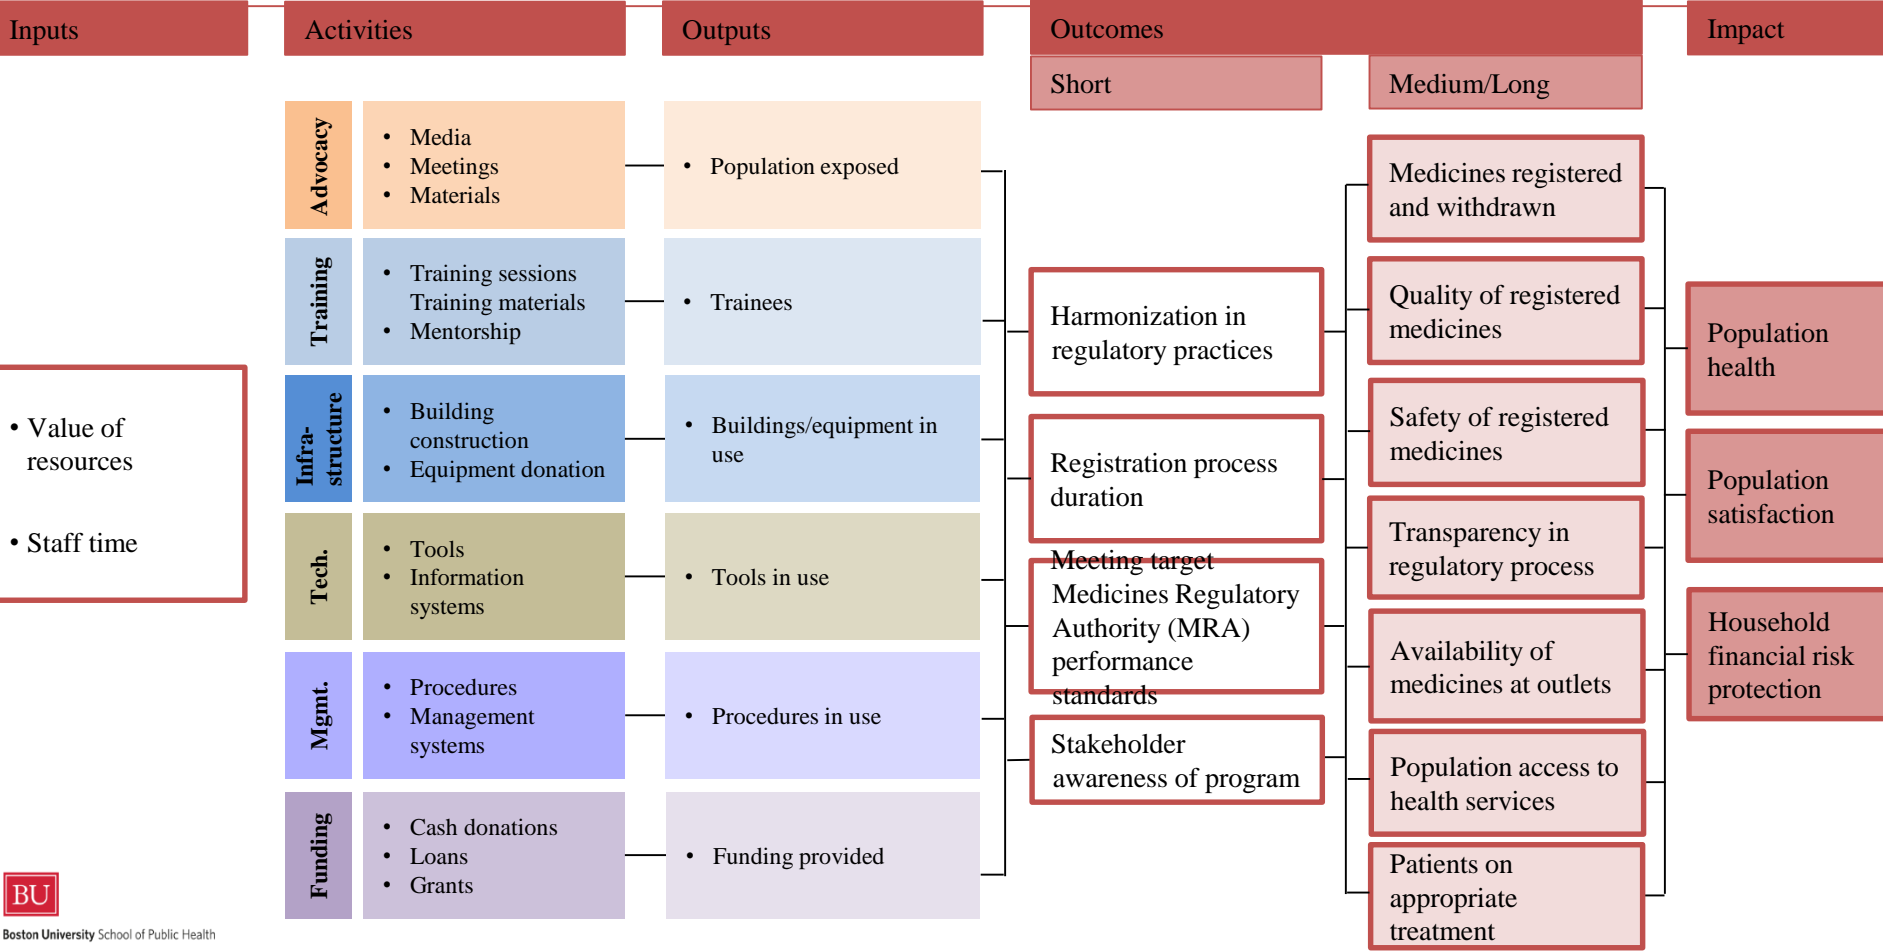 Inputs
Activities
Outputs
Outcomes
Impact
Short
Medium/Long
• Value of
resources
• Staff time
Advocacy
• Media
• Meetings
• Materials
• Population exposed
Training
• Training sessions
Training materials
• Mentorship
• Trainees
Infra-
structure
• Building
construction
• Equipment donation
• Buildings/equipment in
use
Tech.
• Tools
• Information
systems
• Tools in use
Mgmt.
• Procedures
• Management
systems
• Procedures in use
Funding
• Cash donations
• Loans
• Grants
• Funding provided
Harmonization in
regulatory practices
Registration process
duration
Meeting target
Medicines Regulatory
Authority (MRA)
performance
standards
Stakeholder
awareness of program
Medicines registered
and withdrawn
Quality of registered
medicines
Safety of registered
medicines
Transparency in
regulatory process
Availability of
medicines at outlets
Population access to
health services
Patients on
appropriate
treatment
Population
health
Population
satisfaction
Household
financial risk
protection
BU
Boston University School of Public Health